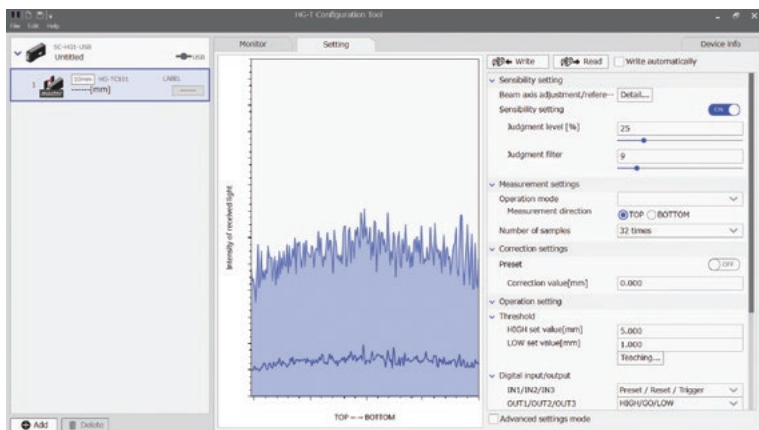 HG-T Configuration Tool
File Edit Help
SC-HG1-USB
Untitled
USB
1
10mm HG-TC101
------[mm]
LABEL
master
Add
Delete
Monitor
Setting
Device info
Intensity of received light
TOP ←→ BOTTOM
Write
Read
Write automatically
Sensibility setting
Beam axis adjustment/refere··· Detail...
Sensibility setting ON
Judgment level [%] 25
Judgment filter 9
Measurement settings
Operation mode
Measurement direction TOP BOTTOM
Number of samples 32 times
Correction settings
Preset OFF
Correction value[mm] 0.000
Operation setting
Threshold
HIGH set value[mm] 5.000
LOW set value[mm] 1.000
Teaching...
Digital input/output
IN1/IN2/IN3 Preset / Reset / Trigger
OUT1/OUT2/OUT3 HIGH/GO/LOW
Advanced settings mode